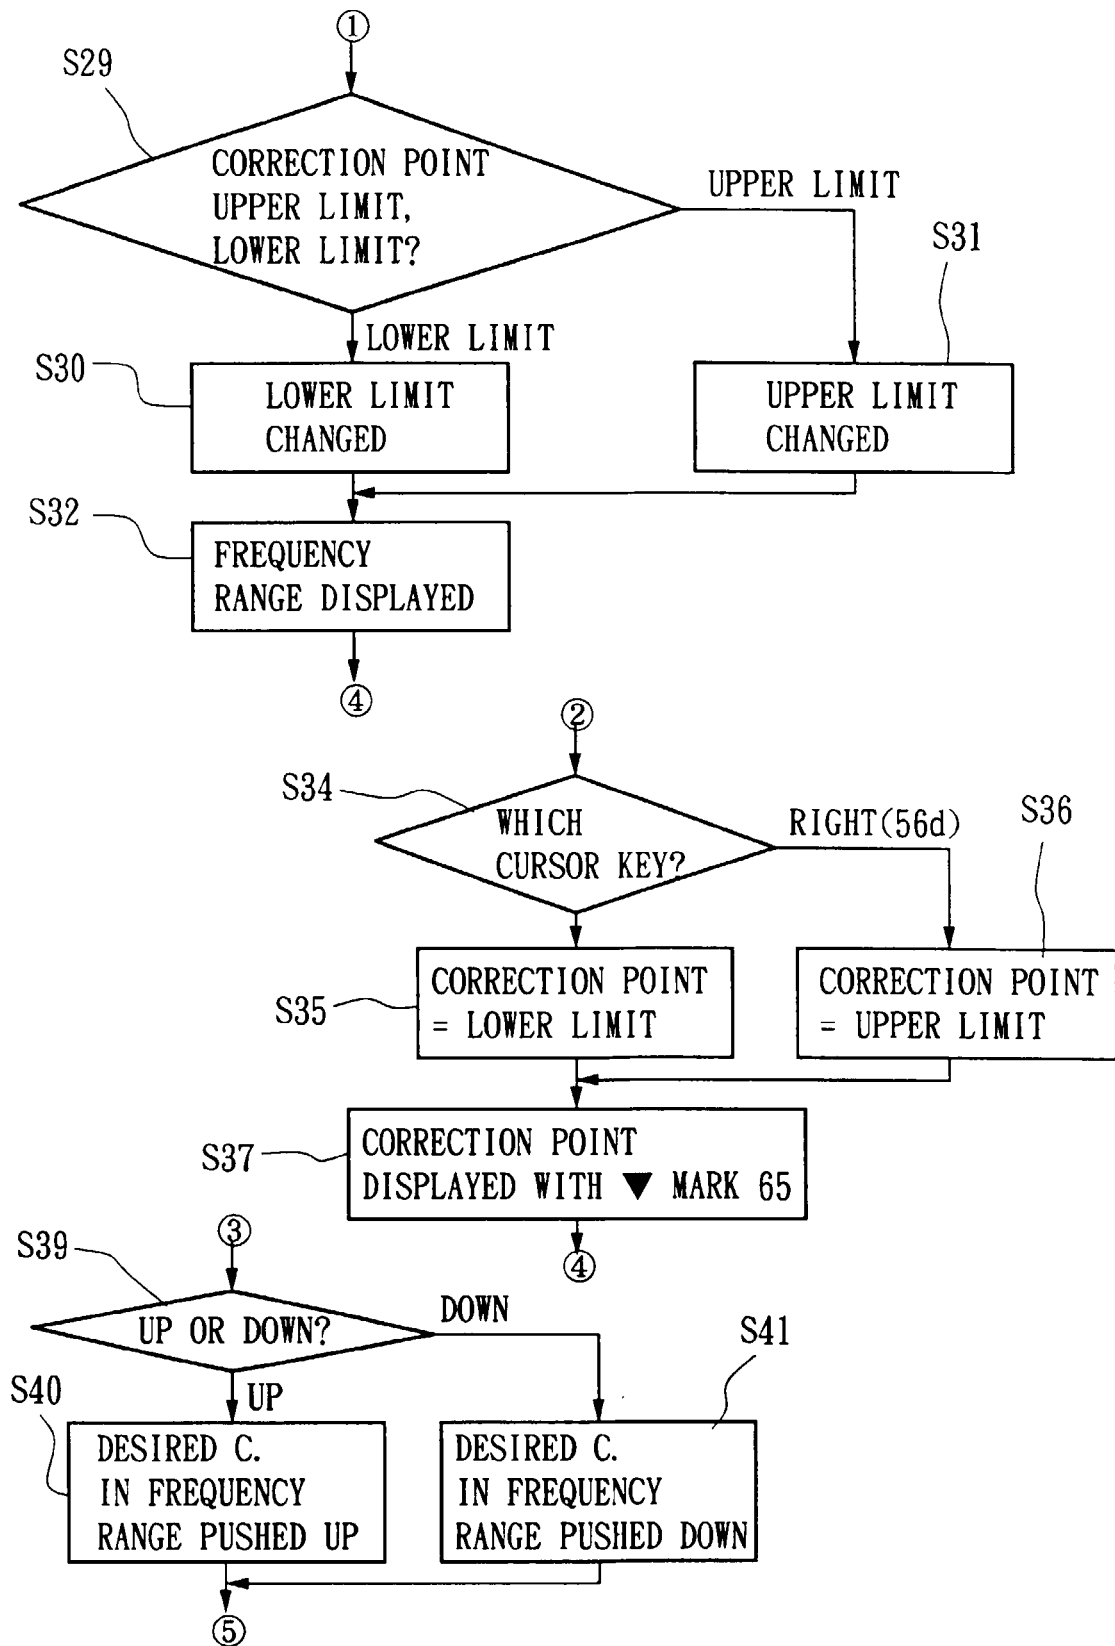 ①
S29
CORRECTION POINT
UPPER LIMIT,
LOWER LIMIT?
UPPER LIMIT
S31
LOWER LIMIT
S30
LOWER LIMIT
CHANGED
UPPER LIMIT
CHANGED
S32
FREQUENCY
RANGE DISPLAYED
④
②
S34
WHICH
CURSOR KEY?
RIGHT(56d)
S36
S35
CORRECTION POINT
= LOWER LIMIT
CORRECTION POINT
= UPPER LIMIT
S37
CORRECTION POINT
DISPLAYED WITH ▼ MARK 65
④
③
S39
UP OR DOWN?
DOWN
S41
UP
S40
DESIRED C.
IN FREQUENCY
RANGE PUSHED UP
DESIRED C.
IN FREQUENCY
RANGE PUSHED DOWN
⑤